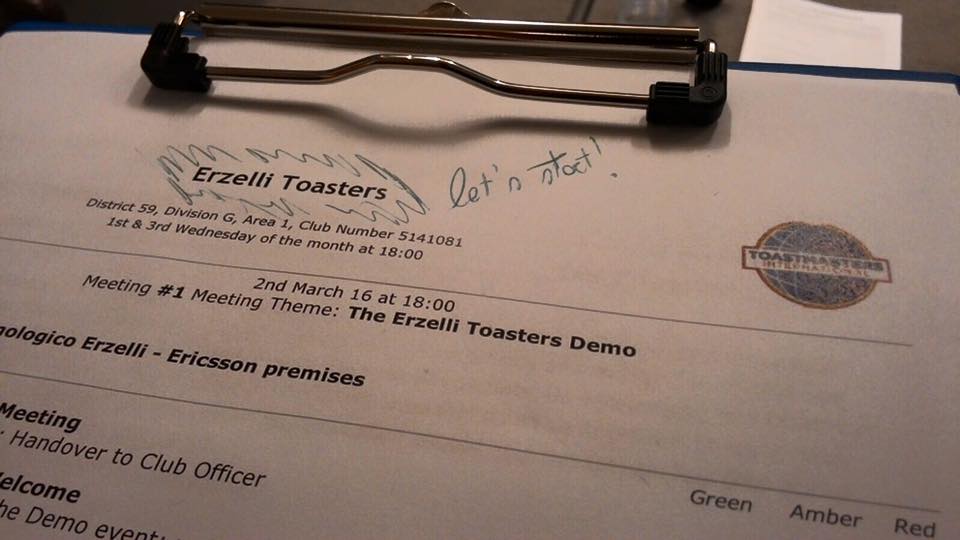 Erzelli Toasters
let's start!
District 59, Division G, Area 1, Club Number 5141081
1st & 3rd Wednesday of the month at 18:00
TOASTMASTERS
INTERNATIONAL
2nd March 16 at 18:00
Meeting #1 Meeting Theme: The Erzelli Toasters Demo
nologico Erzelli - Ericsson premises
Meeting
: Handover to Club Officer
elcome
he Demo event:
Green Amber Red